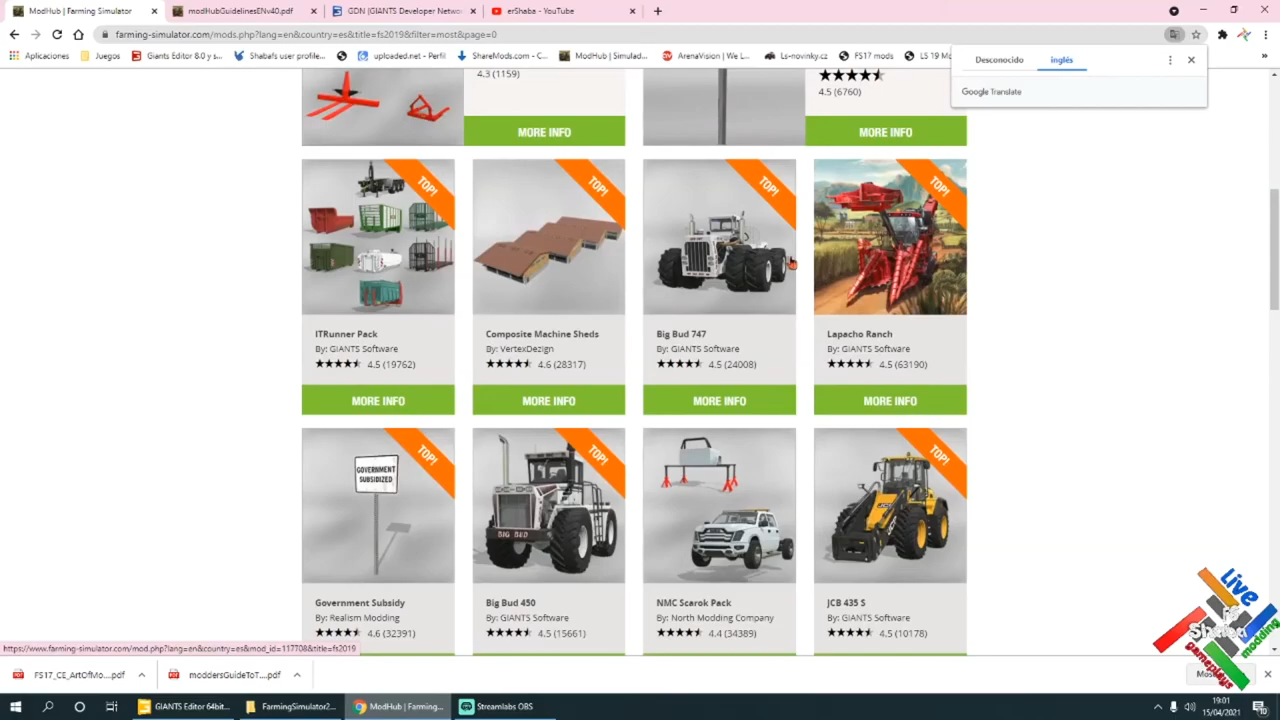 ModHub | Farming Simulator
modHubGuidelinesENv40.pdf
GDN (GIANTS Developer Networ
erShaba - YouTube
farming-simulator.com/mods.php?lang=en&country=es&title=fs2019&filter=most&page=0
Aplicaciones
Juegos
Giants Editor 8.0 y s...
Shaba's user profile...
uploaded.net - Perfil
ShareMods.com - C...
ModHub | Simulad...
ArenaVision | We L...
Ls-novinky.cz
FS17 mods
LS 19 M
Desconocido
inglés
Google Translate
4.3 (1159)
4.5 (6760)
MORE INFO
MORE INFO
TOP!
TOP!
TOP!
TOP!
ITRunner Pack
By: GIANTS Software
4.5 (19762)
MORE INFO
Composite Machine Sheds
By: VertexDezign
4.6 (28317)
MORE INFO
Big Bud 747
By: GIANTS Software
4.5 (24008)
MORE INFO
Lapacho Ranch
By: GIANTS Software
4.5 (63190)
MORE INFO
TOP!
TOP!
TOP!
GOVERNMENT
SUBSIDIZED
BIG BUD
Government Subsidy
By: Realism Modding
4.6 (32391)
Big Bud 450
By: GIANTS Software
4.5 (15661)
NMC Scarok Pack
By: North Modding Company
4.4 (34389)
JCB 435 S
By: GIANTS Software
4.5 (10178)
https://www.farming-simulator.com/mod.php?lang=en&country=es&mod_id=117708&title=fs2019
FS17_CE_ArtOfMo....pdf
moddersGuideToT....pdf
Live
Shaba
modding
gameplays
GIANTS Editor 64bit...
FarmingSimulator2...
ModHub | Farming...
Streamlabs OBS
19:01
15/04/2021